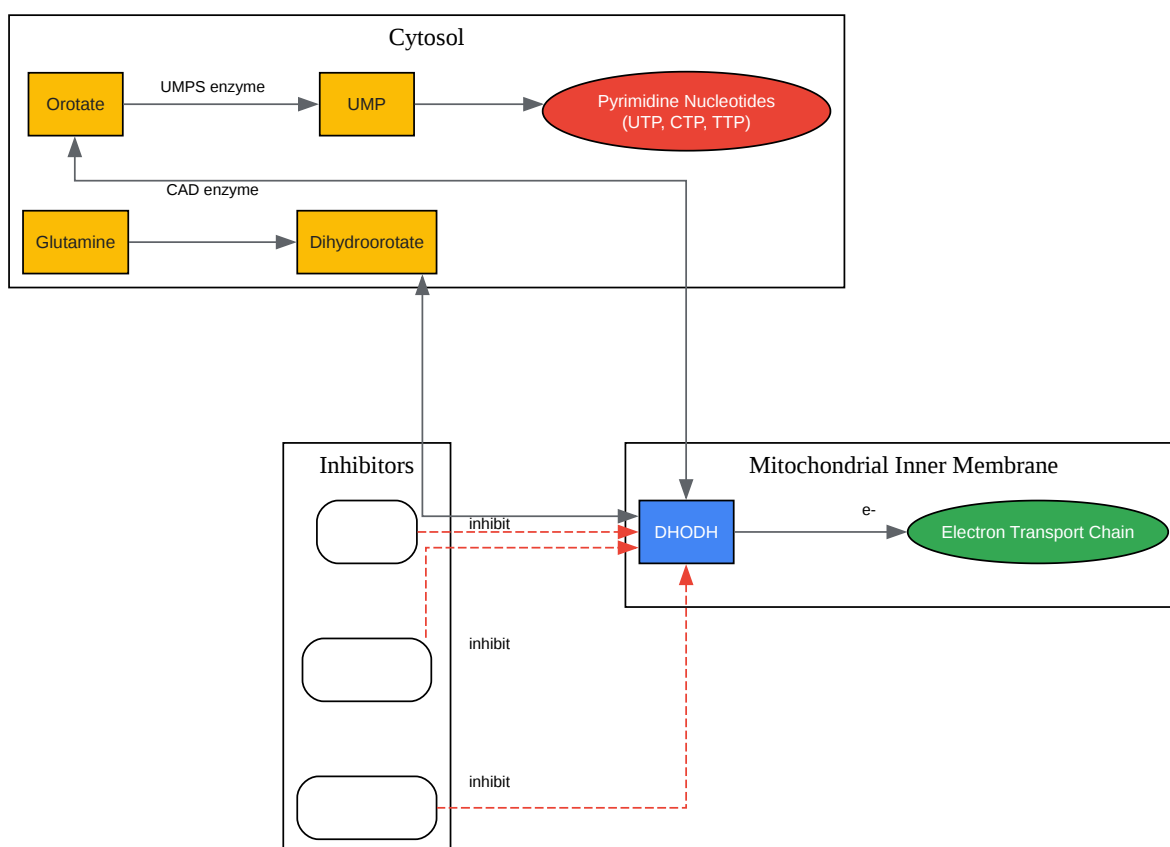 Cytosol
Orotate
UMPS enzyme
UMP
Pyrimidine Nucleotides
(UTP, CTP, TTP)
CAD enzyme
Glutamine
Dihydroorotate
Inhibitors
Mitochondrial Inner Membrane
inhibit
DHODH
e-
Electron Transport Chain
inhibit
inhibit